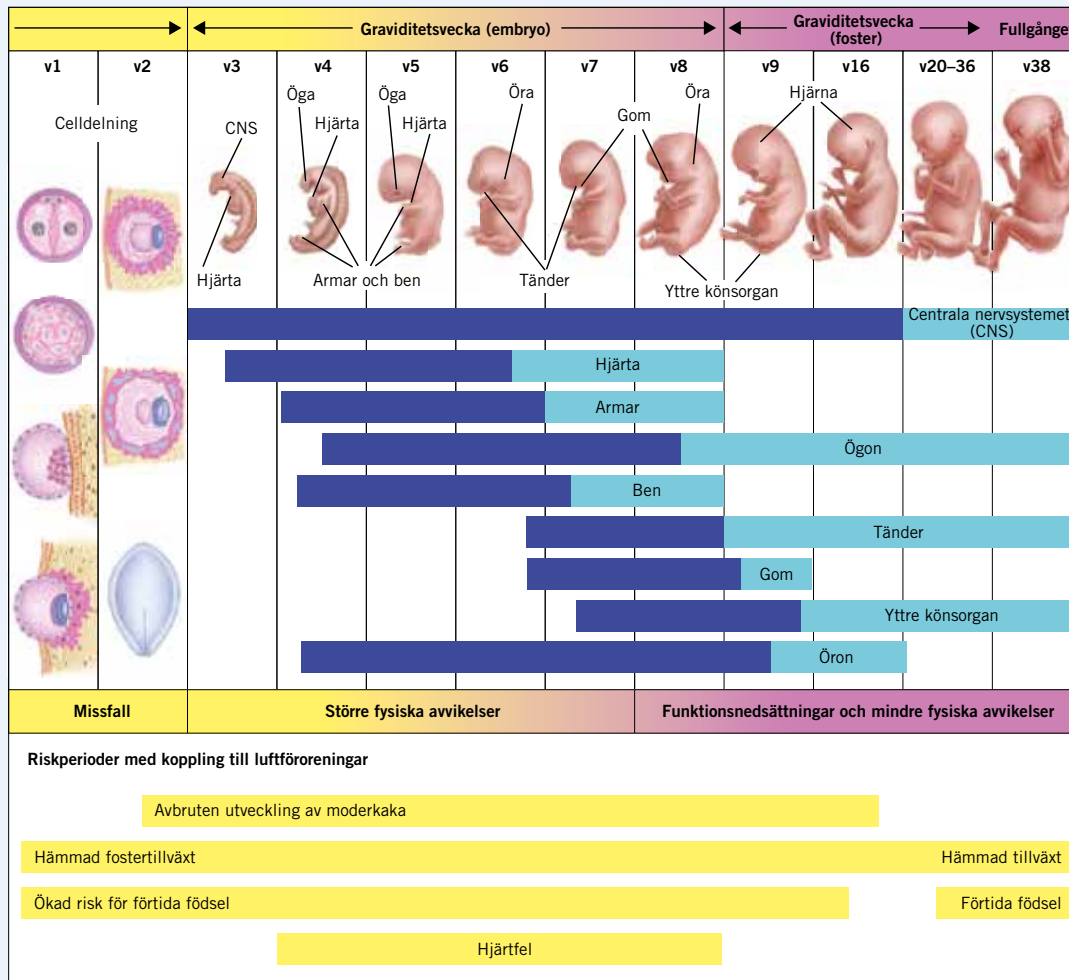 Graviditetsvecka (embryo)
Graviditetsvecka
(foster)
Fullgånge
v1 v2 v3 v4 v5 v6 v7 v8 v9 v16 v20–36 v38
Celldelning
CNS
Hjärta
Öga
Hjärta
Öga
Hjärta
Armar och ben
Öra
Tänder
Gom
Öra
Yttre könsorgan
Hjärna
Centrala nervsystemet
(CNS)
Hjärta
Armar
Ögon
Ben
Tänder
Gom
Yttre könsorgan
Öron
Missfall
Större fysiska avvikelser
Funktionsnedsättningar och mindre fysiska avvikelser
Riskperioder med koppling till luftföroreningar
Avbruten utveckling av moderkaka
Hämmad fostertillväxt
Hämmad tillväxt
Ökad risk för förtida födsel
Förtida födsel
Hjärtfel